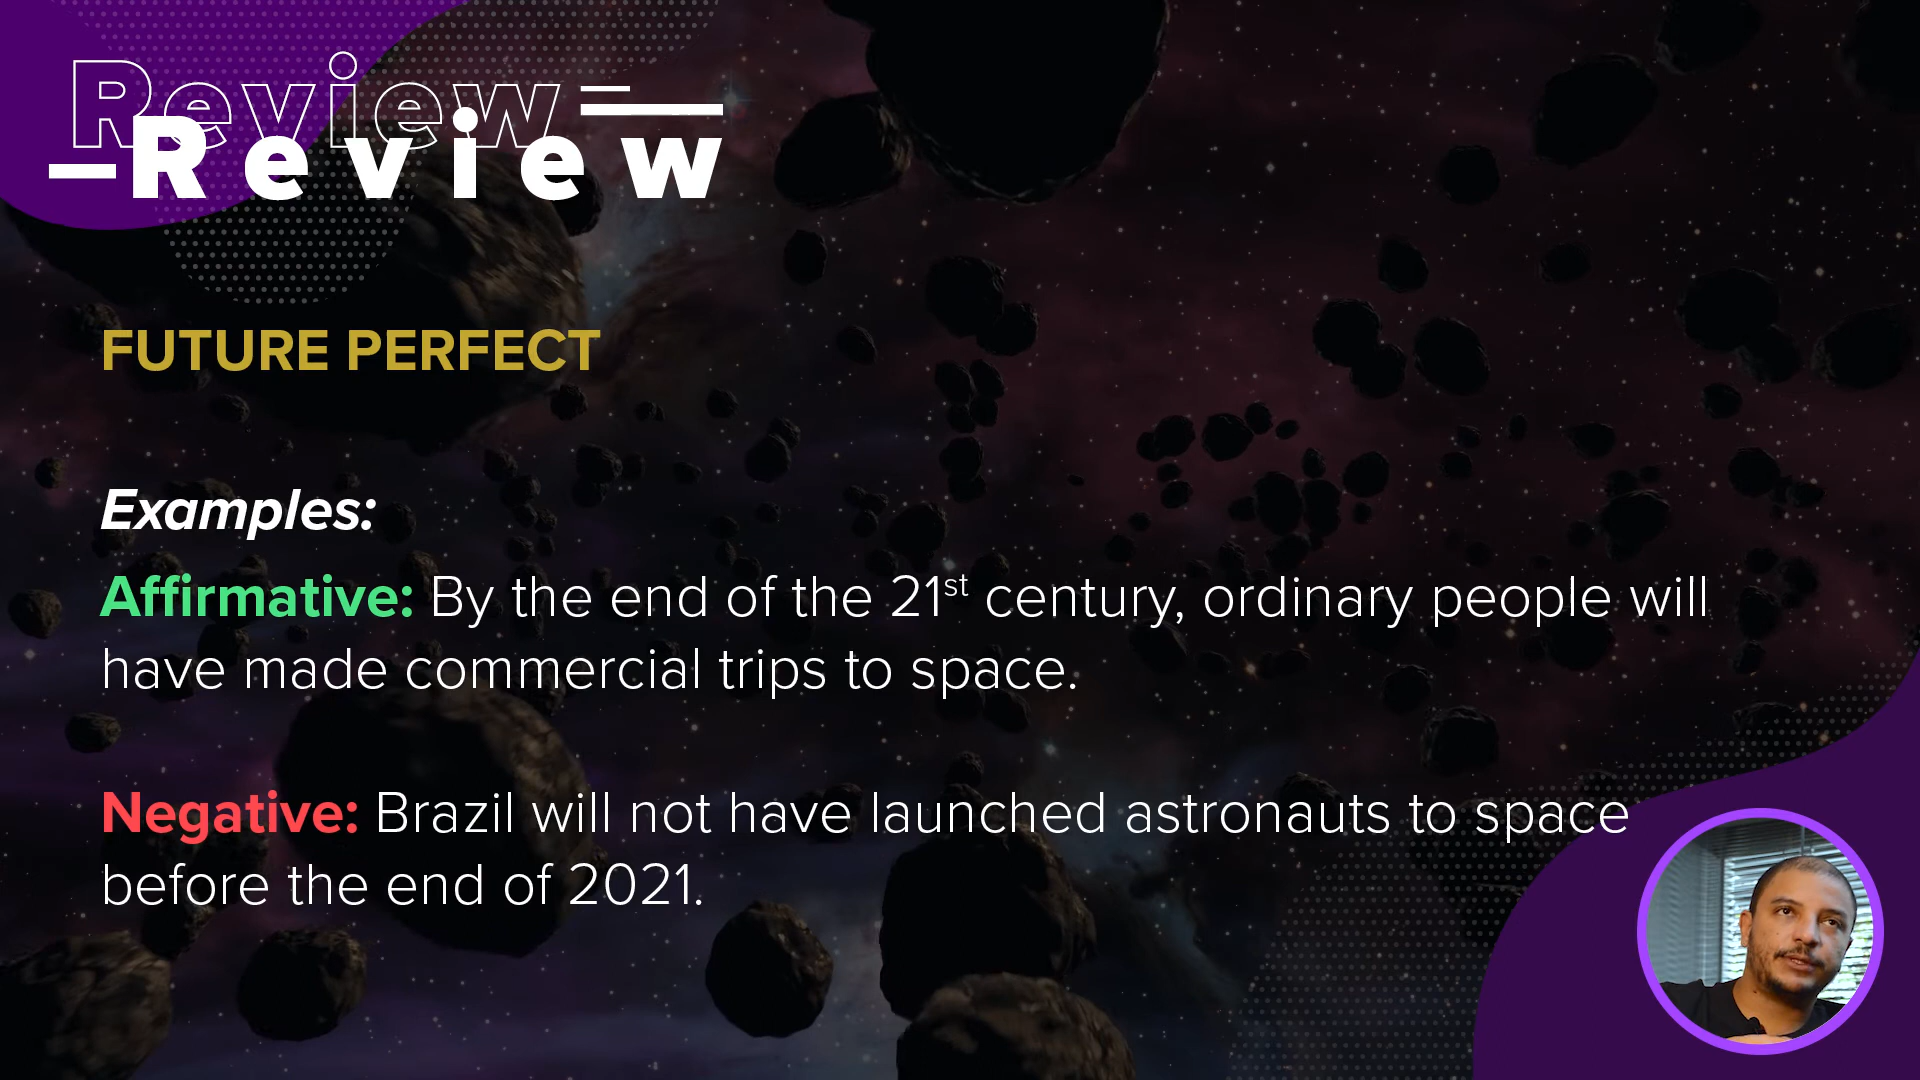 Review
Review
FUTURE PERFECT
Examples:
Affirmative: By the end of the 21st century, ordinary people will
have made commercial trips to space.
Negative: Brazil will not have launched astronauts to space
before the end of 2021.